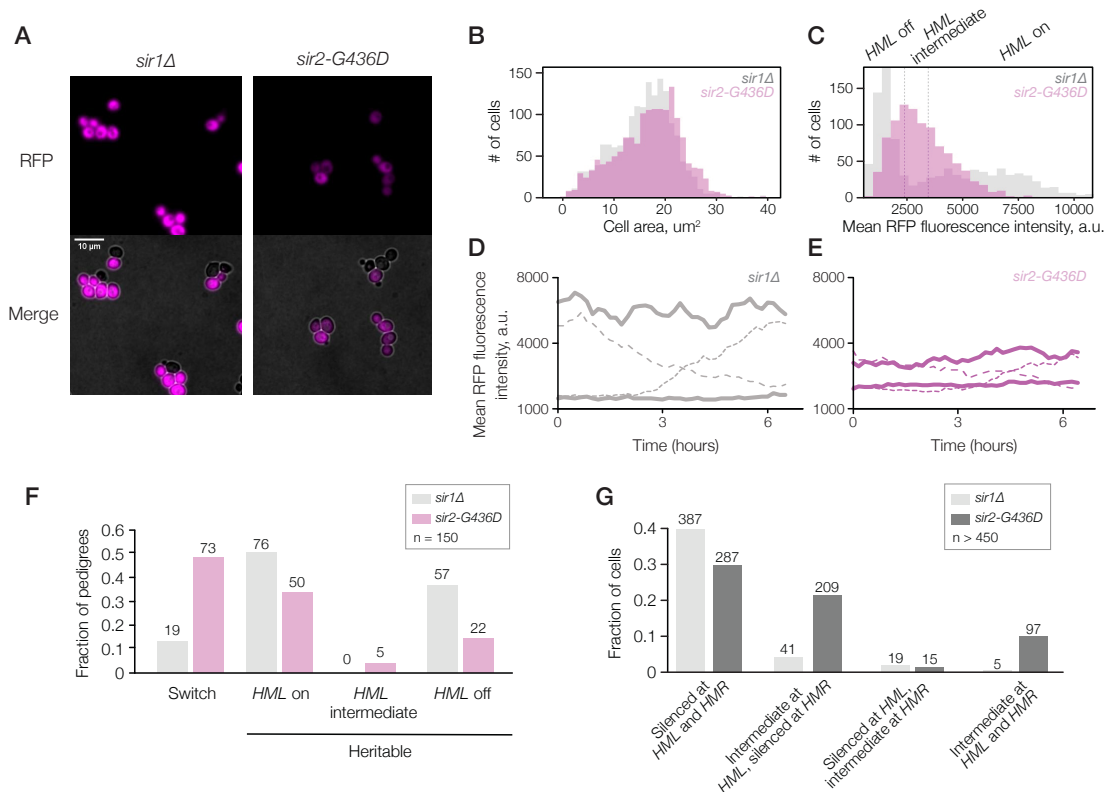 A
sir1Δ
sir2-G436D
RFP
Merge
10 μm
B
sir1Δ
sir2-G436D
# of cells
150
100
50
0
0
10
20
30
40
Cell area, um²
C
HML off
HML
intermediate
HML on
sir1Δ
sir2-G436D
# of cells
150
100
50
0
2500
5000
7500
10000
Mean RFP fluorescence intensity, a.u.
D
sir1Δ
Mean RFP fluorescence
intensity, a.u.
8000
4000
1000
0
3
6
Time (hours)
E
sir2-G436D
8000
4000
1000
0
3
6
Time (hours)
F
sir1Δ
sir2-G436D
n = 150
Fraction of pedigrees
0.6
0.5
0.4
0.3
0.2
0.1
0
19
73
76
50
0
5
57
22
Switch
HML on
HML
intermediate
HML off
Heritable
G
sir1Δ
sir2-G436D
n > 450
Fraction of cells
0.4
0.3
0.2
0.1
0
387
287
41
209
19
15
5
97
Silenced at
HML and HMR
Intermediate at
HML, silenced at HMR
Silenced at HML,
intermediate at HMR
Intermediate at
HML and HMR